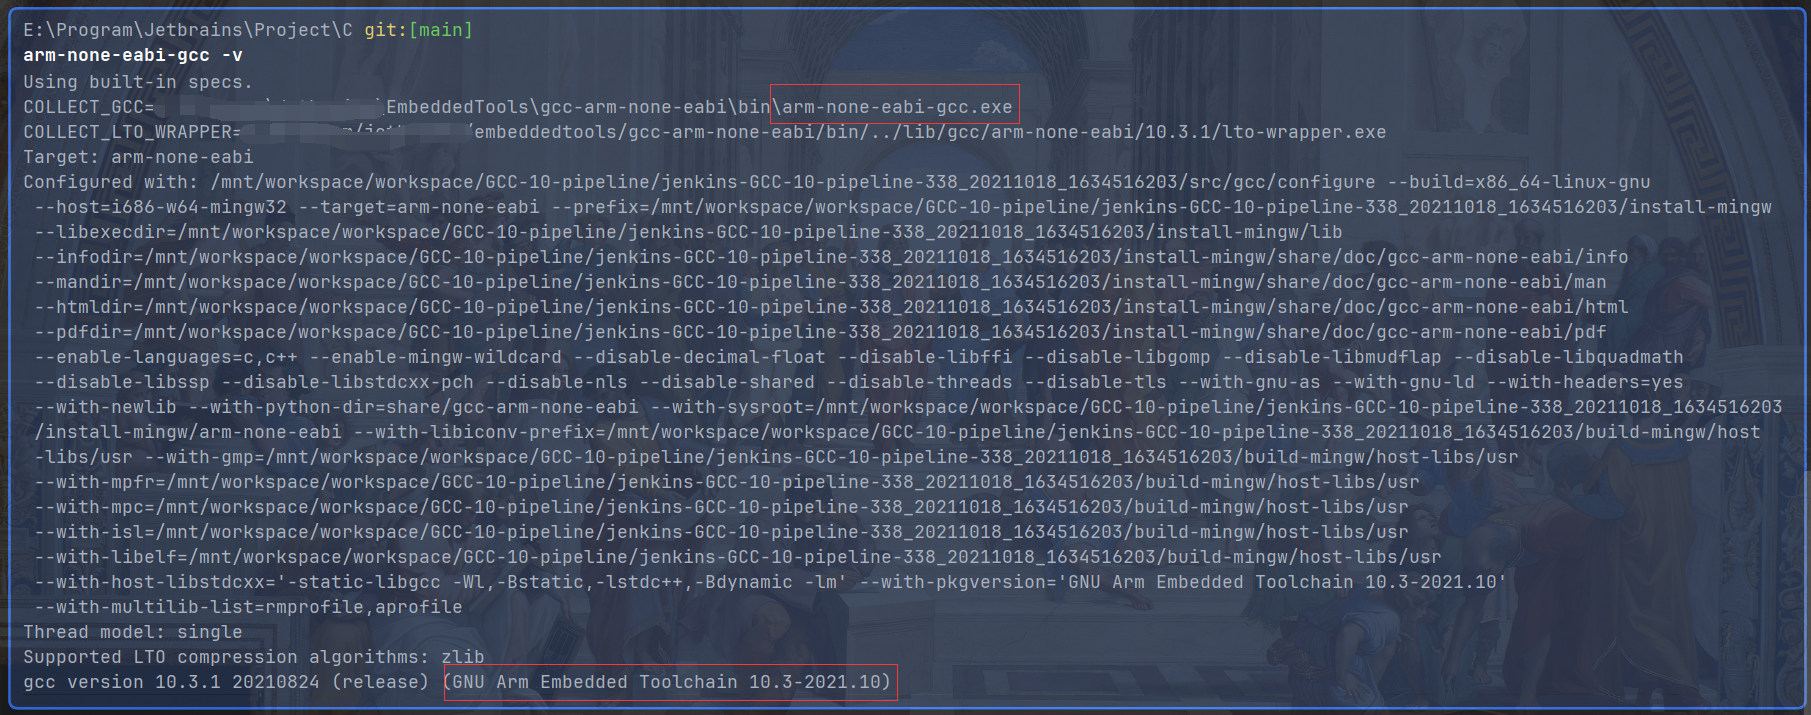 E:\Program\Jetbrains\Project\C git:[main]
arm-none-eabi-gcc -v
Using built-in specs.
COLLECT_GCC= \EmbeddedTools\gcc-arm-none-eabi\bin\arm-none-eabi-gcc.exe
COLLECT_LTO_WRAPPER= /embeddedtools/gcc-arm-none-eabi/bin/../lib/gcc/arm-none-eabi/10.3.1/lto-wrapper.exe
Target: arm-none-eabi
Configured with: /mnt/workspace/workspace/GCC-10-pipeline/jenkins-GCC-10-pipeline-338_20211018_1634516203/src/gcc/configure --build=x86_64-linux-gnu
--host=i686-w64-mingw32 --target=arm-none-eabi --prefix=/mnt/workspace/workspace/GCC-10-pipeline/jenkins-GCC-10-pipeline-338_20211018_1634516203/install-mingw
--libexecdir=/mnt/workspace/workspace/GCC-10-pipeline/jenkins-GCC-10-pipeline-338_20211018_1634516203/install-mingw/lib
--infodir=/mnt/workspace/workspace/GCC-10-pipeline/jenkins-GCC-10-pipeline-338_20211018_1634516203/install-mingw/share/doc/gcc-arm-none-eabi/info
--mandir=/mnt/workspace/workspace/GCC-10-pipeline/jenkins-GCC-10-pipeline-338_20211018_1634516203/install-mingw/share/doc/gcc-arm-none-eabi/man
--htmldir=/mnt/workspace/workspace/GCC-10-pipeline/jenkins-GCC-10-pipeline-338_20211018_1634516203/install-mingw/share/doc/gcc-arm-none-eabi/html
--pdfdir=/mnt/workspace/workspace/GCC-10-pipeline/jenkins-GCC-10-pipeline-338_20211018_1634516203/install-mingw/share/doc/gcc-arm-none-eabi/pdf
--enable-languages=c,c++ --enable-mingw-wildcard --disable-decimal-float --disable-libffi --disable-libgomp --disable-libmudflap --disable-libquadmath
--disable-libssp --disable-libstdcxx-pch --disable-nls --disable-shared --disable-threads --disable-tls --with-gnu-as --with-gnu-ld --with-headers=yes
--with-newlib --with-python-dir=share/gcc-arm-none-eabi --with-sysroot=/mnt/workspace/workspace/GCC-10-pipeline/jenkins-GCC-10-pipeline-338_20211018_1634516203
/install-mingw/arm-none-eabi --with-libiconv-prefix=/mnt/workspace/workspace/GCC-10-pipeline/jenkins-GCC-10-pipeline-338_20211018_1634516203/build-mingw/host
-libs/usr --with-gmp=/mnt/workspace/workspace/GCC-10-pipeline/jenkins-GCC-10-pipeline-338_20211018_1634516203/build-mingw/host-libs/usr
--with-mpfr=/mnt/workspace/workspace/GCC-10-pipeline/jenkins-GCC-10-pipeline-338_20211018_1634516203/build-mingw/host-libs/usr
--with-mpc=/mnt/workspace/workspace/GCC-10-pipeline/jenkins-GCC-10-pipeline-338_20211018_1634516203/build-mingw/host-libs/usr
--with-isl=/mnt/workspace/workspace/GCC-10-pipeline/jenkins-GCC-10-pipeline-338_20211018_1634516203/build-mingw/host-libs/usr
--with-libelf=/mnt/workspace/workspace/GCC-10-pipeline/jenkins-GCC-10-pipeline-338_20211018_1634516203/build-mingw/host-libs/usr
--with-host-libstdcxx='-static-libgcc -Wl,-Bstatic,-lstdc++,-Bdynamic -lm' --with-pkgversion='GNU Arm Embedded Toolchain 10.3-2021.10'
--with-multilib-list=rmprofile,aprofile
Thread model: single
Supported LTO compression algorithms: zlib
gcc version 10.3.1 20210824 (release) (GNU Arm Embedded Toolchain 10.3-2021.10)